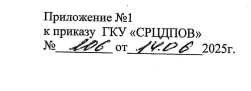 Приложение №1
к приказу ГКУ «СРЦДПОВ»
№ 106 от 14.06 2025г.